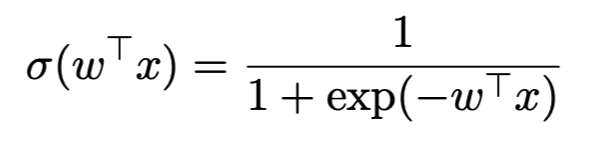 σ(w⊤x) = 1 / (1 + exp(−w⊤x))